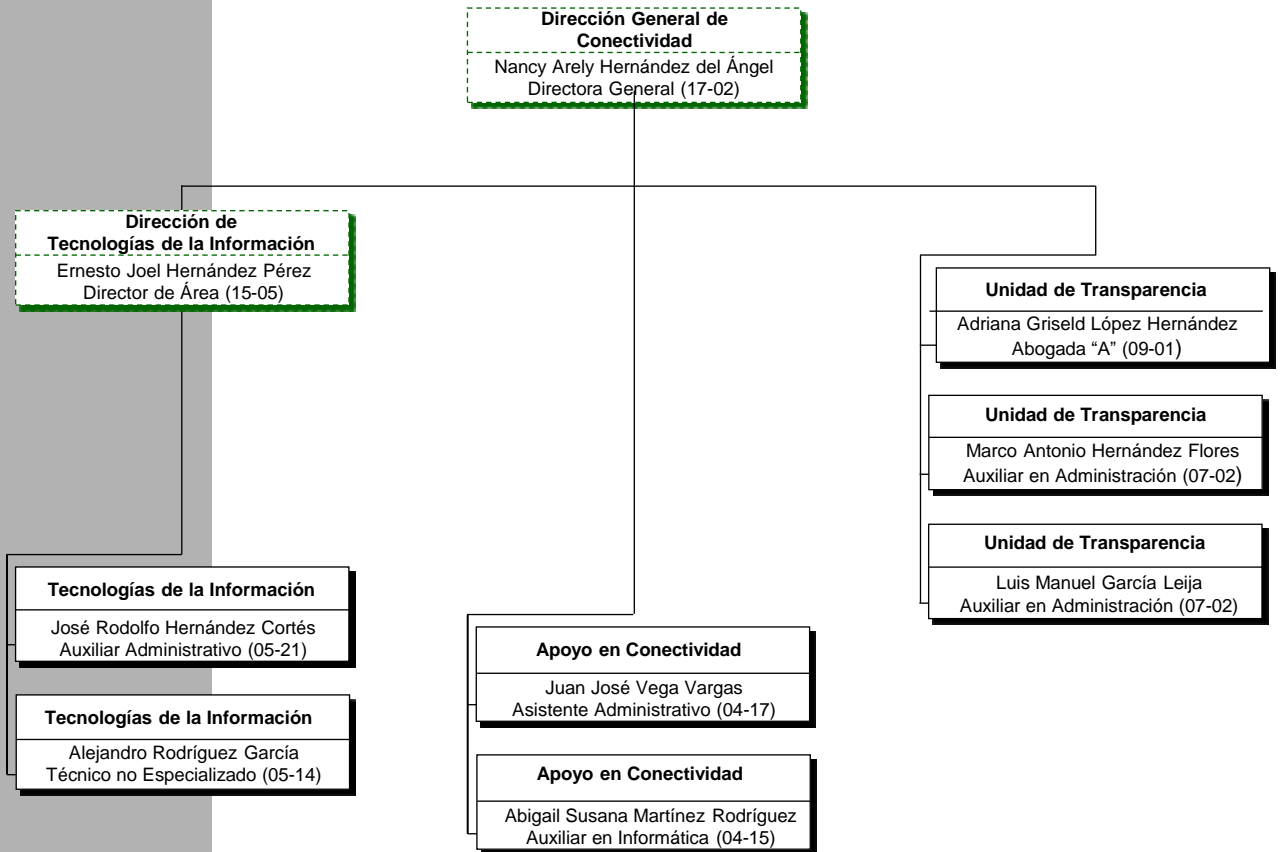 Dirección General de
Conectividad
Nancy Arely Hernández del Ángel
Directora General (17-02)
Dirección de
Tecnologías de la Información
Ernesto Joel Hernández Pérez
Director de Área (15-05)
Tecnologías de la Información
José Rodolfo Hernández Cortés
Auxiliar Administrativo (05-21)
Tecnologías de la Información
Alejandro Rodríguez García
Técnico no Especializado (05-14)
Apoyo en Conectividad
Juan José Vega Vargas
Asistente Administrativo (04-17)
Apoyo en Conectividad
Abigail Susana Martínez Rodríguez
Auxiliar en Informática (04-15)
Unidad de Transparencia
Adriana Griseld López Hernández
Abogada “A” (09-01)
Unidad de Transparencia
Marco Antonio Hernández Flores
Auxiliar en Administración (07-02)
Unidad de Transparencia
Luis Manuel García Leija
Auxiliar en Administración (07-02)